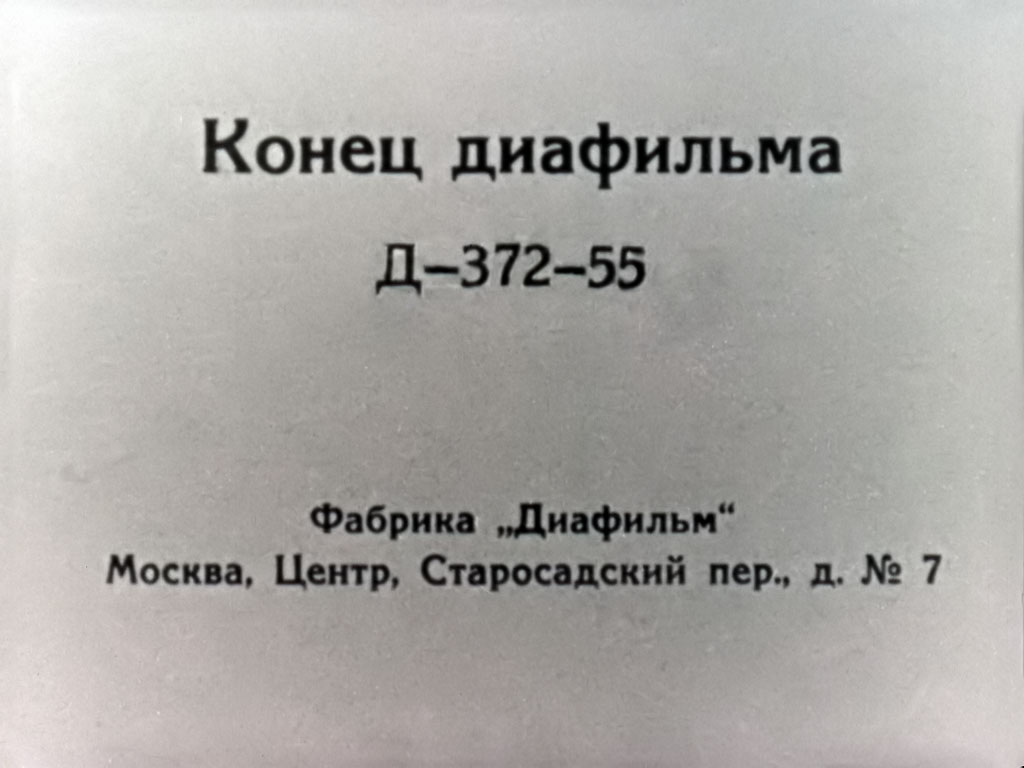 Конец диафильма
Д–372–55
Фабрика „Диафильм“
Москва, Центр, Старосадский пер., д. № 7